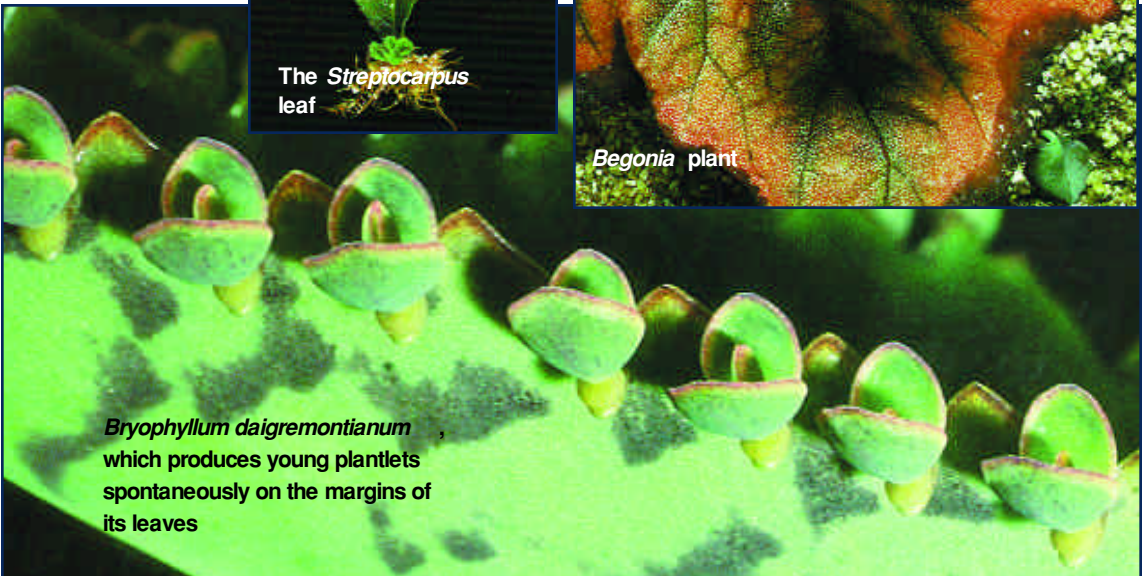 The Streptocarpus
leaf
Begonia plant
Bryophyllum daigremontianum ,
which produces young plantlets
spontaneously on the margins of
its leaves